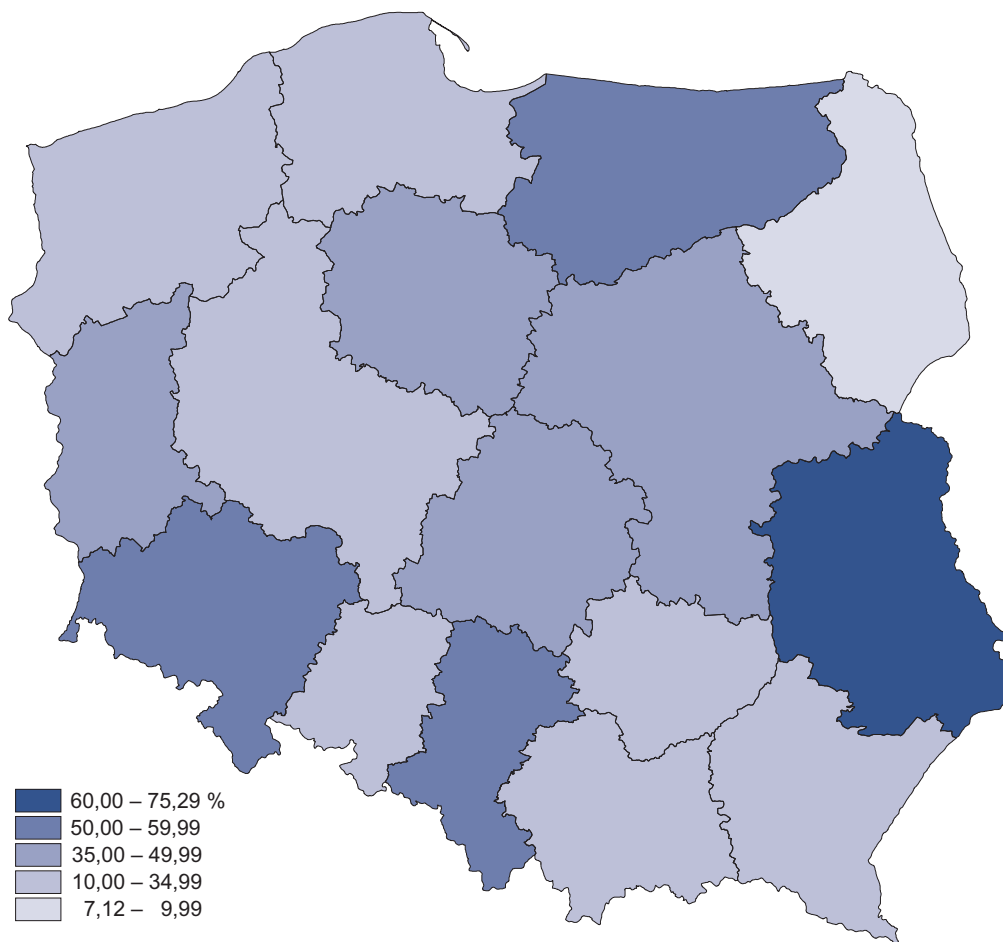 60,00 – 75,29 %
50,00 – 59,99
35,00 – 49,99
10,00 – 34,99
7,12 – 9,99